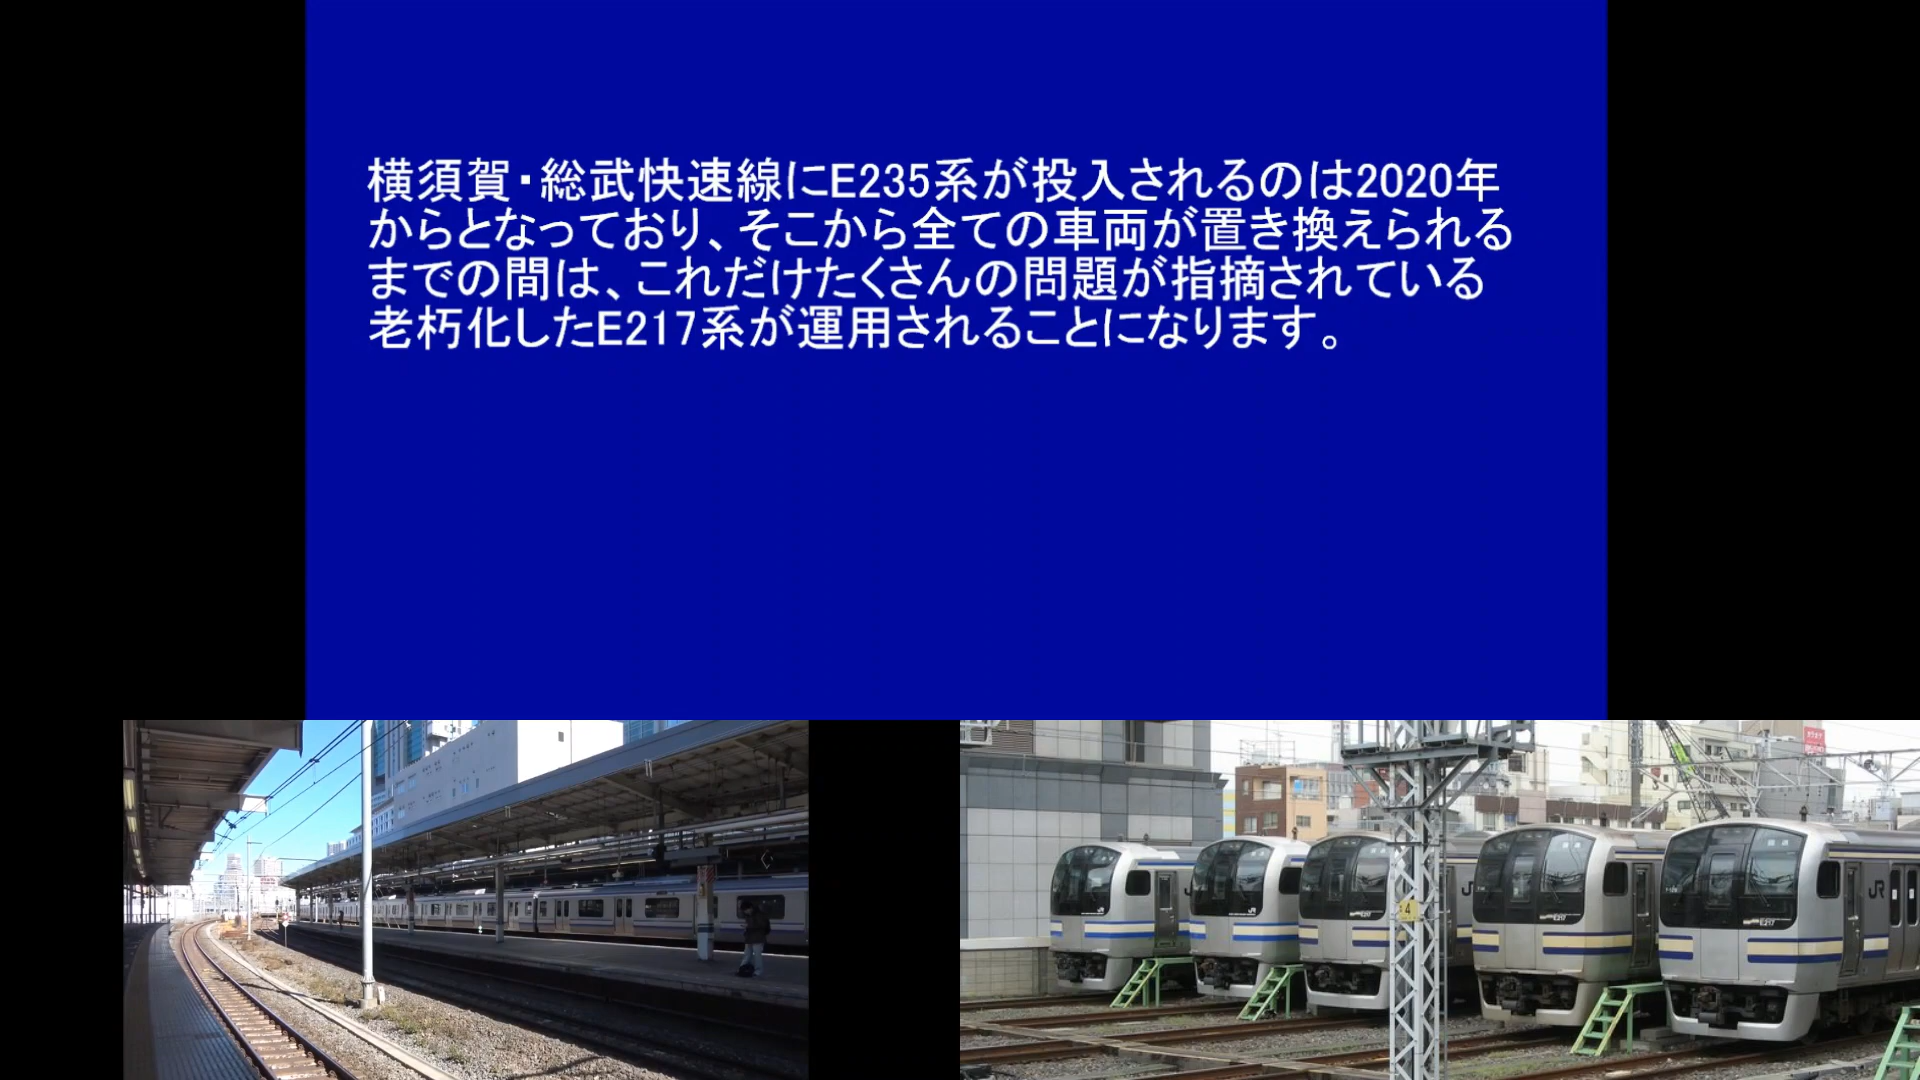 横須賀・総武快速線にE235系が投入されるのは2020年
からとなっており、そこから全ての車両が置き換えられる
までの間は、これだけたくさんの問題が指摘されている
老朽化したE217系が運用されることになります。
4
JR
E217
E217